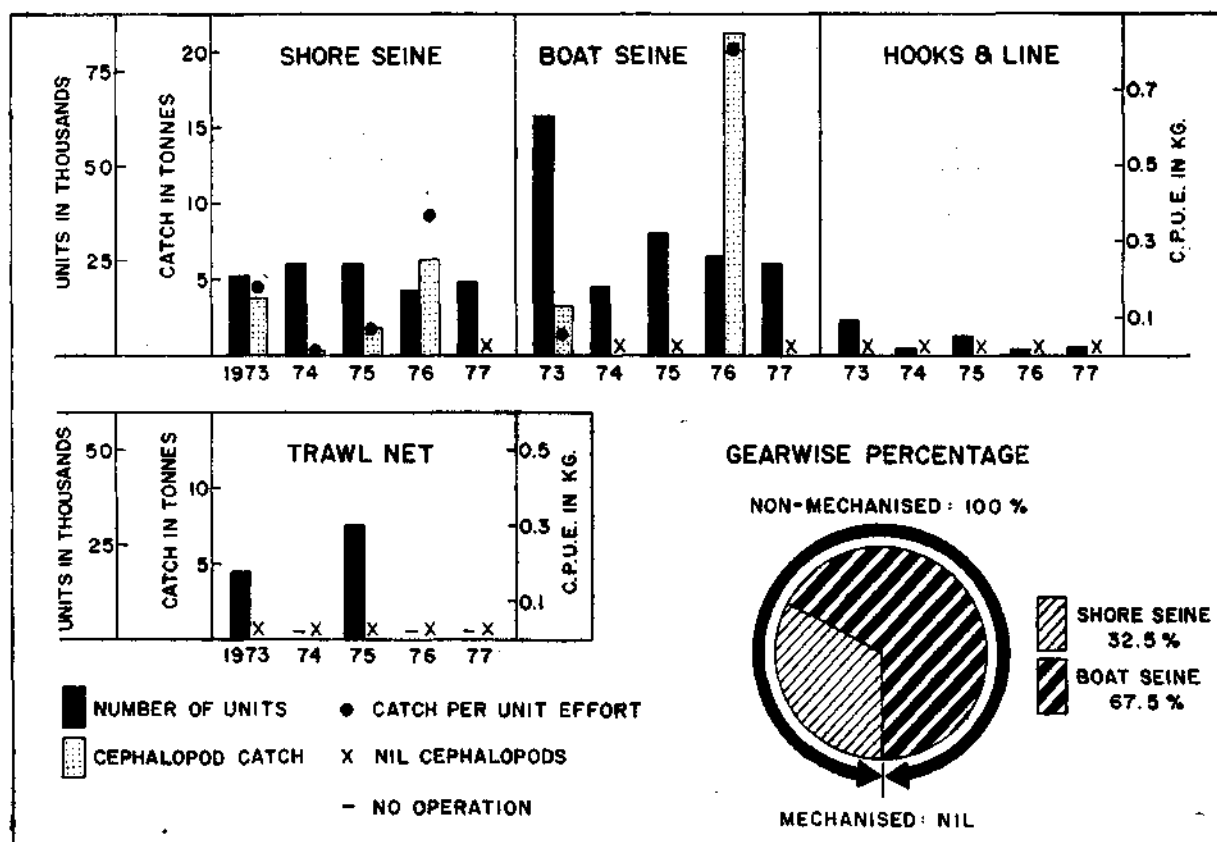 SHORE SEINE
BOAT SEINE
HOOKS & LINE
UNITS IN THOUSANDS
75
50
25
CATCH IN TONNES
20
15
10
5
C.P.U.E. IN KG.
0.7
0.5
0.3
0.1
X
X X X
X X X X X
1973 74 75 76 77
73 74 75 76 77
73 74 75 76 77
TRAWL NET
UNITS IN THOUSANDS
50
25
CATCH IN TONNES
10
5
C.P.U.E. IN KG.
0.5
0.3
0.1
X –X X –X –X
1973 74 75 76 77
NUMBER OF UNITS
CEPHALOPOD CATCH
● CATCH PER UNIT EFFORT
X NIL CEPHALOPODS
– NO OPERATION
GEARWISE PERCENTAGE
NON-MECHANISED: 100 %
SHORE SEINE
32.5 %
BOAT SEINE
67.5 %
MECHANISED: NIL